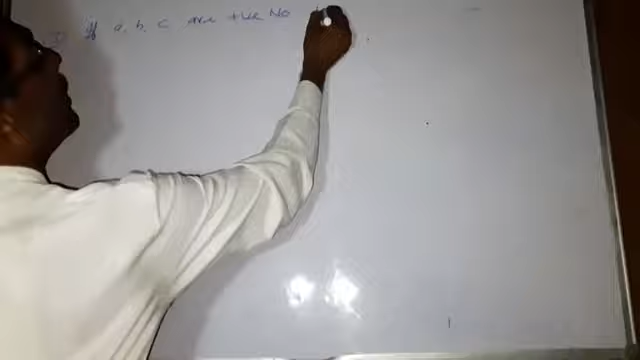 If a, b, c are +ve No